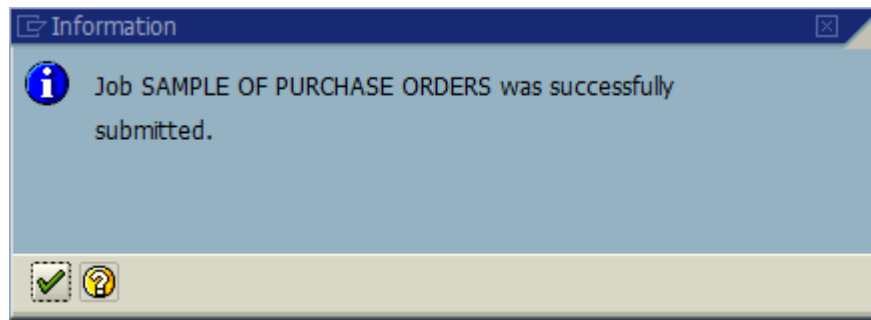 Information
Job SAMPLE OF PURCHASE ORDERS was successfully
submitted.